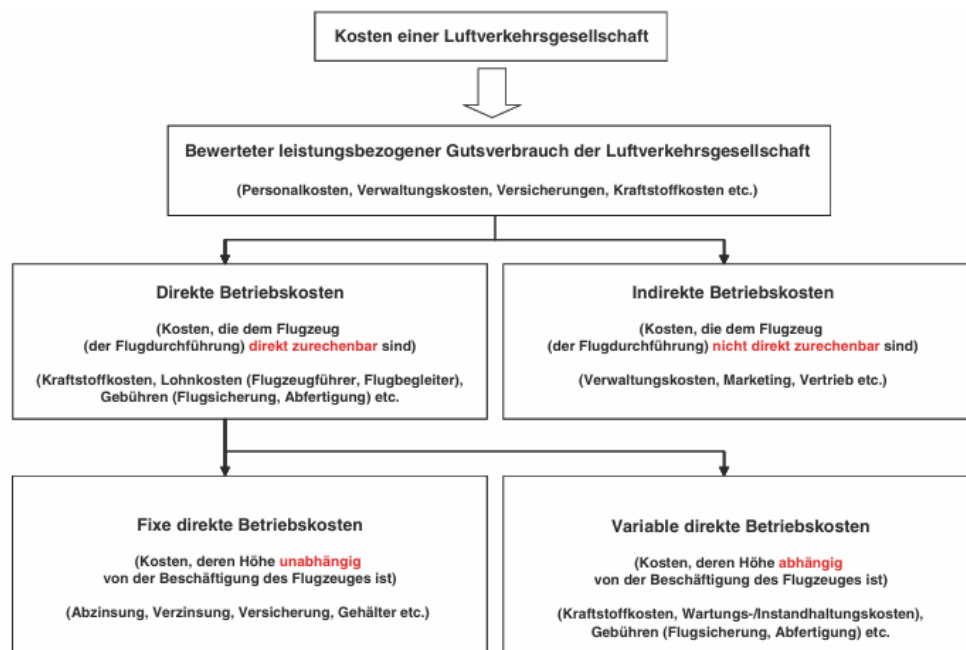 Kosten einer Luftverkehrsgesellschaft
Bewerteter leistungsbezogener Gutsverbrauch der Luftverkehrsgesellschaft
(Personalkosten, Verwaltungskosten, Versicherungen, Kraftstoffkosten etc.)
Direkte Betriebskosten
(Kosten, die dem Flugzeug
(der Flugdurchführung) direkt zurechenbar sind)
(Kraftstoffkosten, Lohnkosten (Flugzeugführer, Flugbegleiter),
Gebühren (Flugsicherung, Abfertigung) etc.
Indirekte Betriebskosten
(Kosten, die dem Flugzeug
(der Flugdurchführung) nicht direkt zurechenbar sind)
(Verwaltungskosten, Marketing, Vertrieb etc.)
Fixe direkte Betriebskosten
(Kosten, deren Höhe unabhängig
von der Beschäftigung des Flugzeuges ist)
(Abzinsung, Verzinsung, Versicherung, Gehälter etc.)
Variable direkte Betriebskosten
(Kosten, deren Höhe abhängig
von der Beschäftigung des Flugzeuges ist)
(Kraftstoffkosten, Wartungs-/Instandhaltungskosten),
Gebühren (Flugsicherung, Abfertigung) etc.